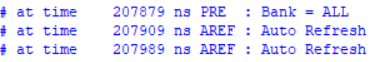 # at time    207879 ns PRE  : Bank = ALL
# at time    207909 ns AREF : Auto Refresh
# at time    207989 ns AREF : Auto Refresh